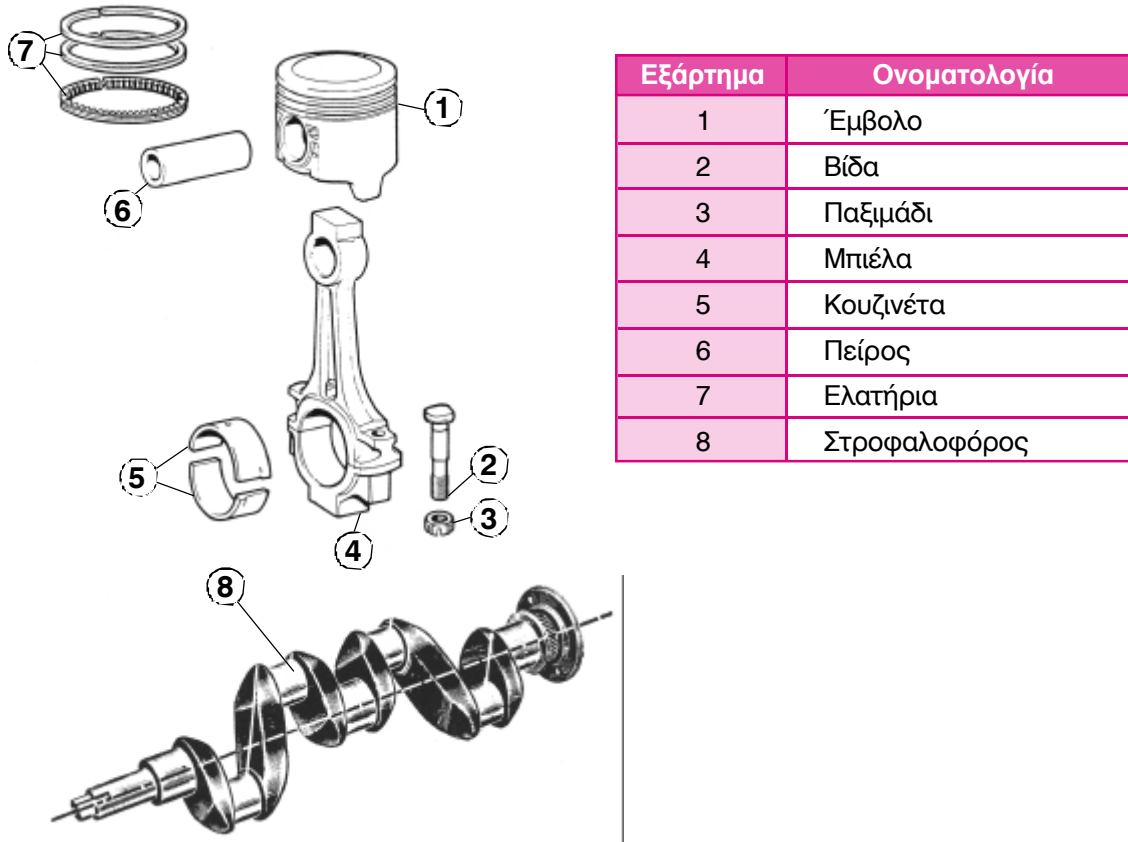 7
1
6
5
2
3
4
8
Εξάρτημα Ονοματολογία
1 Έμβολο
2 Βίδα
3 Παξιμάδι
4 Μπιέλα
5 Κουζινέτα
6 Πείρος
7 Ελατήρια
8 Στροφαλοφόρος